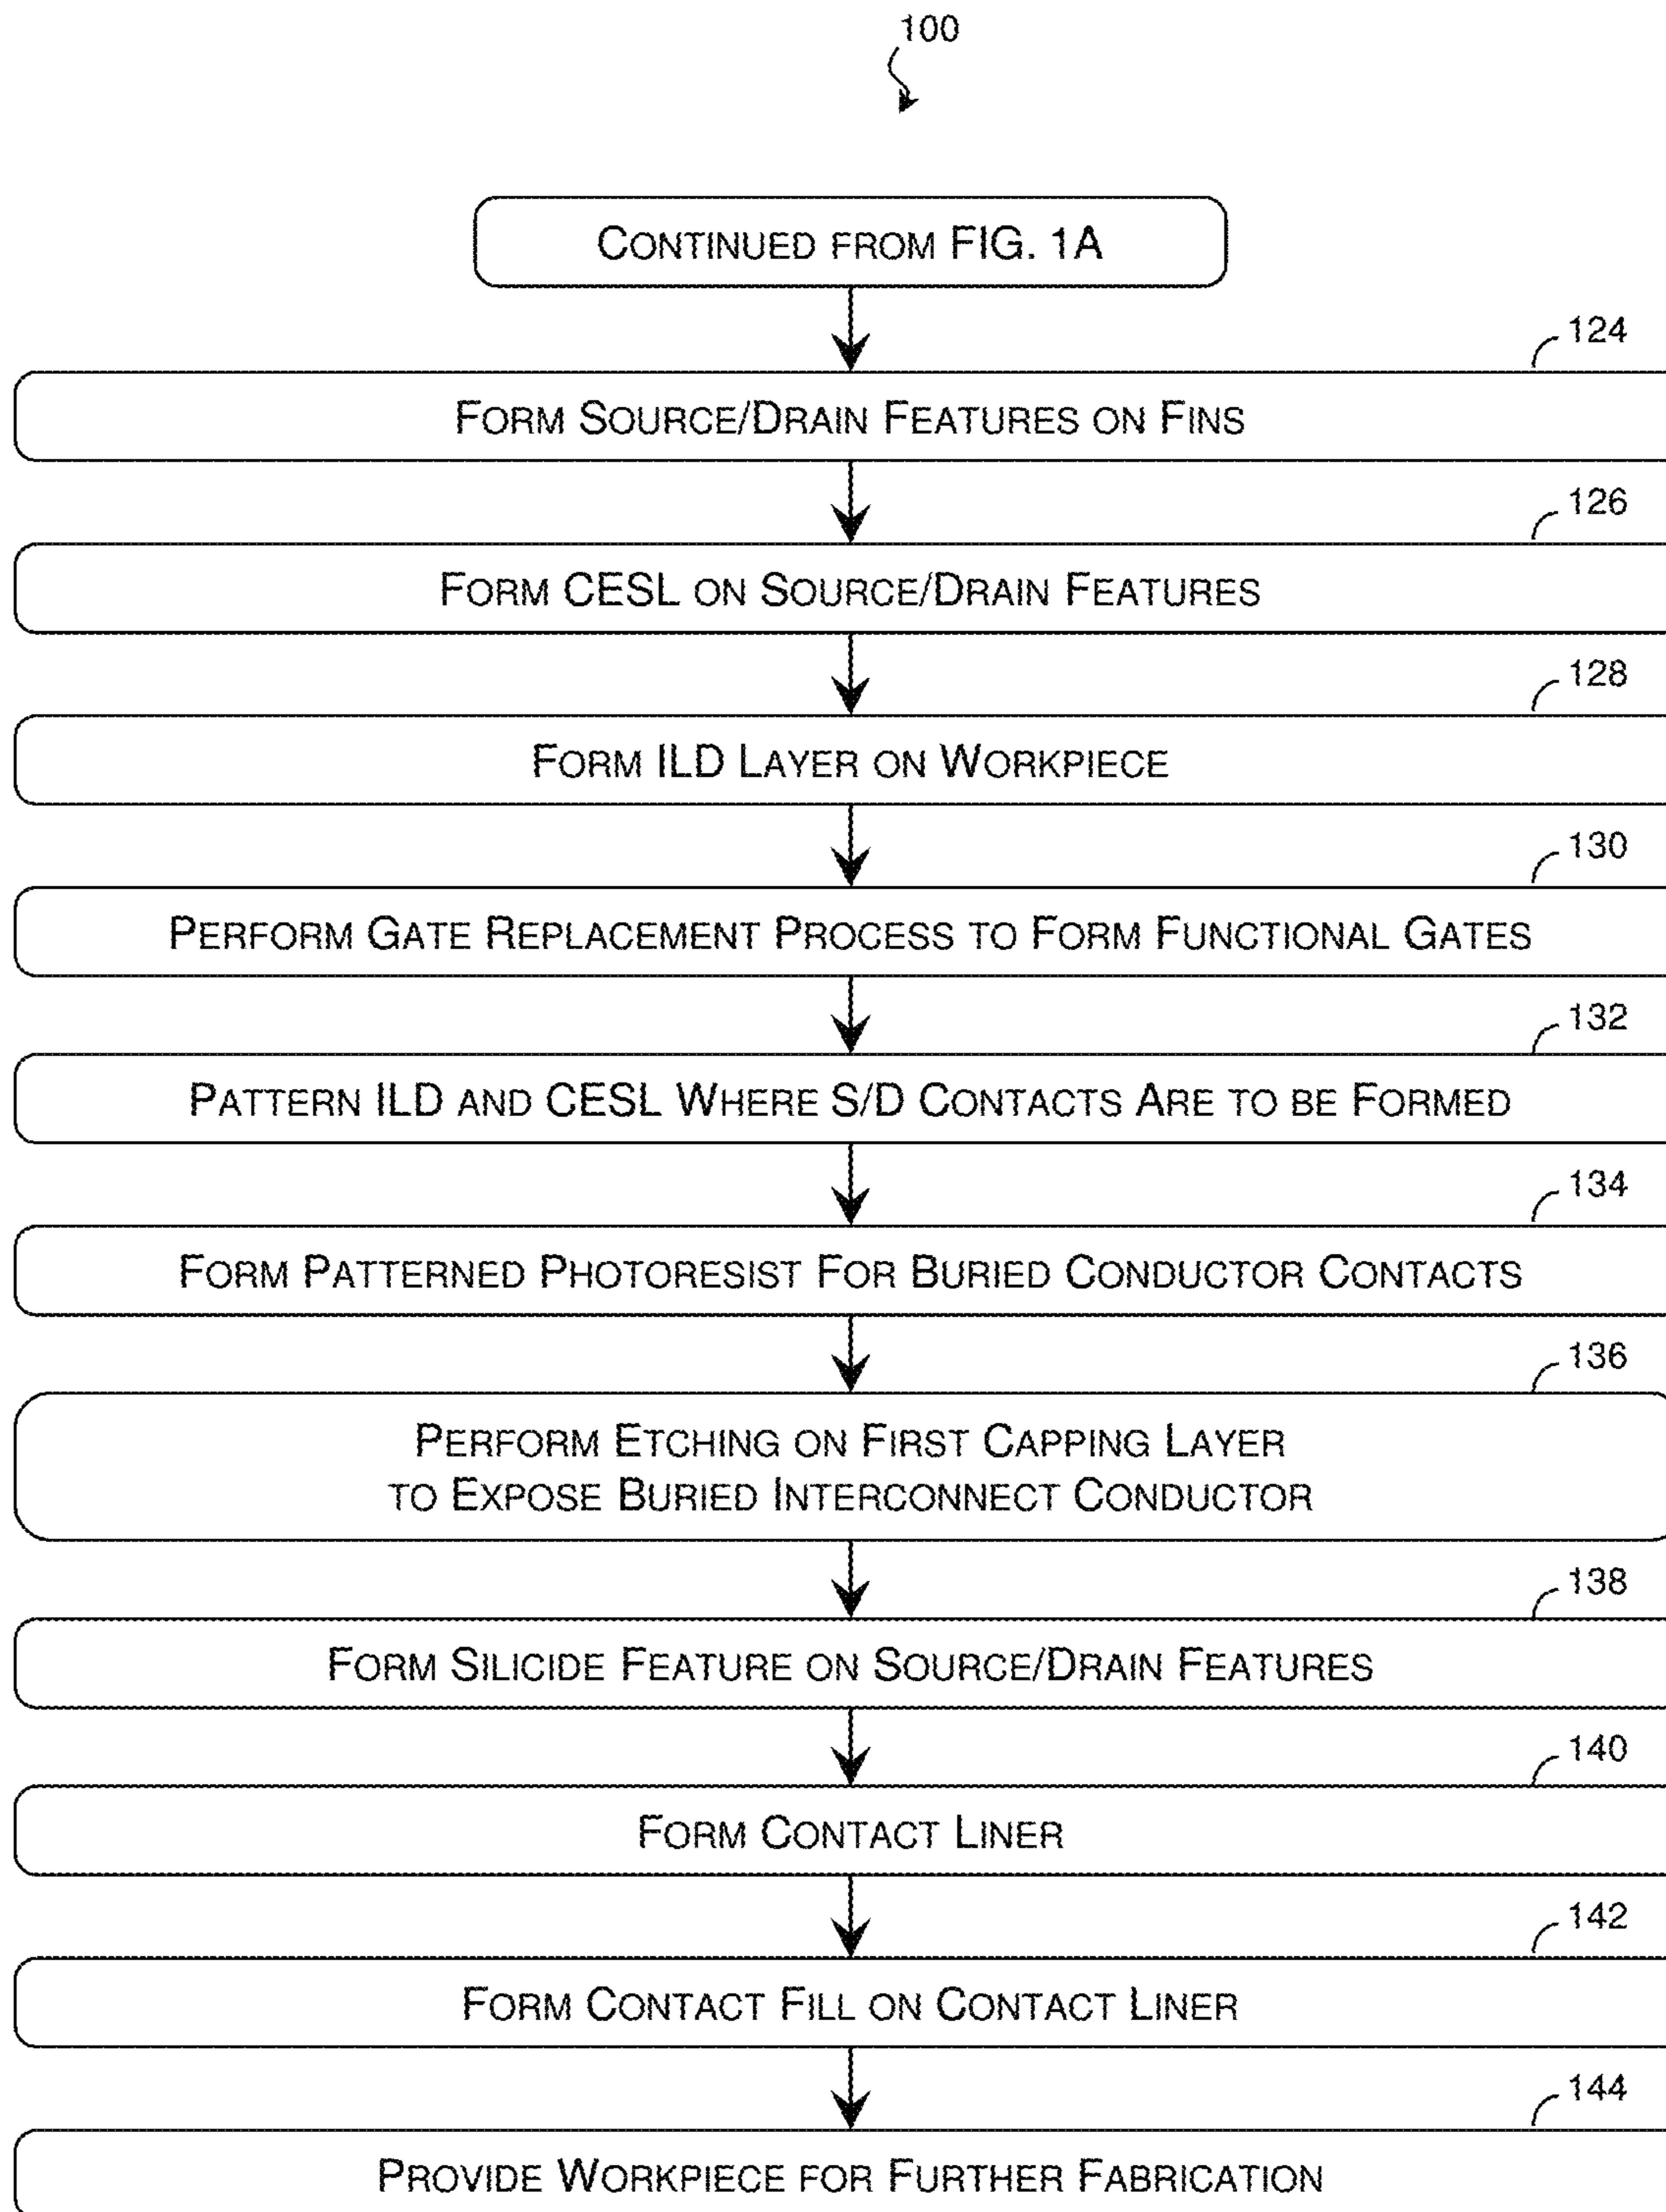 100
CONTINUED FROM FIG. 1A
124
FORM SOURCE/DRAIN FEATURES ON FINS
126
FORM CESL ON SOURCE/DRAIN FEATURES
128
FORM ILD LAYER ON WORKPIECE
130
PERFORM GATE REPLACEMENT PROCESS TO FORM FUNCTIONAL GATES
132
PATTERN ILD AND CESL WHERE S/D CONTACTS ARE TO BE FORMED
134
FORM PATTERNED PHOTORESIST FOR BURIED CONDUCTOR CONTACTS
136
PERFORM ETCHING ON FIRST CAPPING LAYER
TO EXPOSE BURIED INTERCONNECT CONDUCTOR
138
FORM SILICIDE FEATURE ON SOURCE/DRAIN FEATURES
140
FORM CONTACT LINER
142
FORM CONTACT FILL ON CONTACT LINER
144
PROVIDE WORKPIECE FOR FURTHER FABRICATION